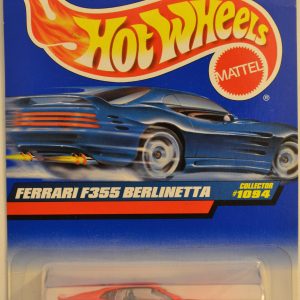 HOT WHEELS
MATTEL
®
FERRARI F355 BERLINETTA
COLLECTOR
#1094